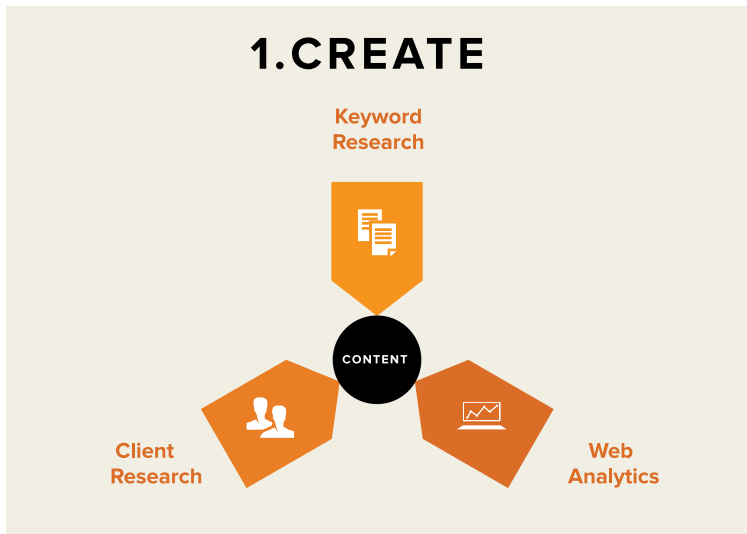 1.CREATE
Keyword
Research
CONTENT
Client
Research
Web
Analytics